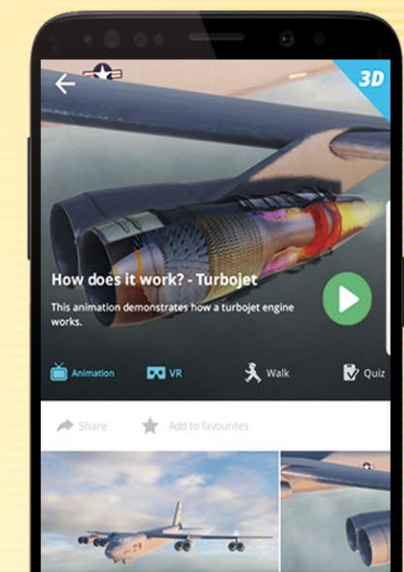 3D
How does it work? - Turbojet
This animation demonstrates how a turbojet engine
works.
Animation VR Walk Quiz
Share Add to favourites